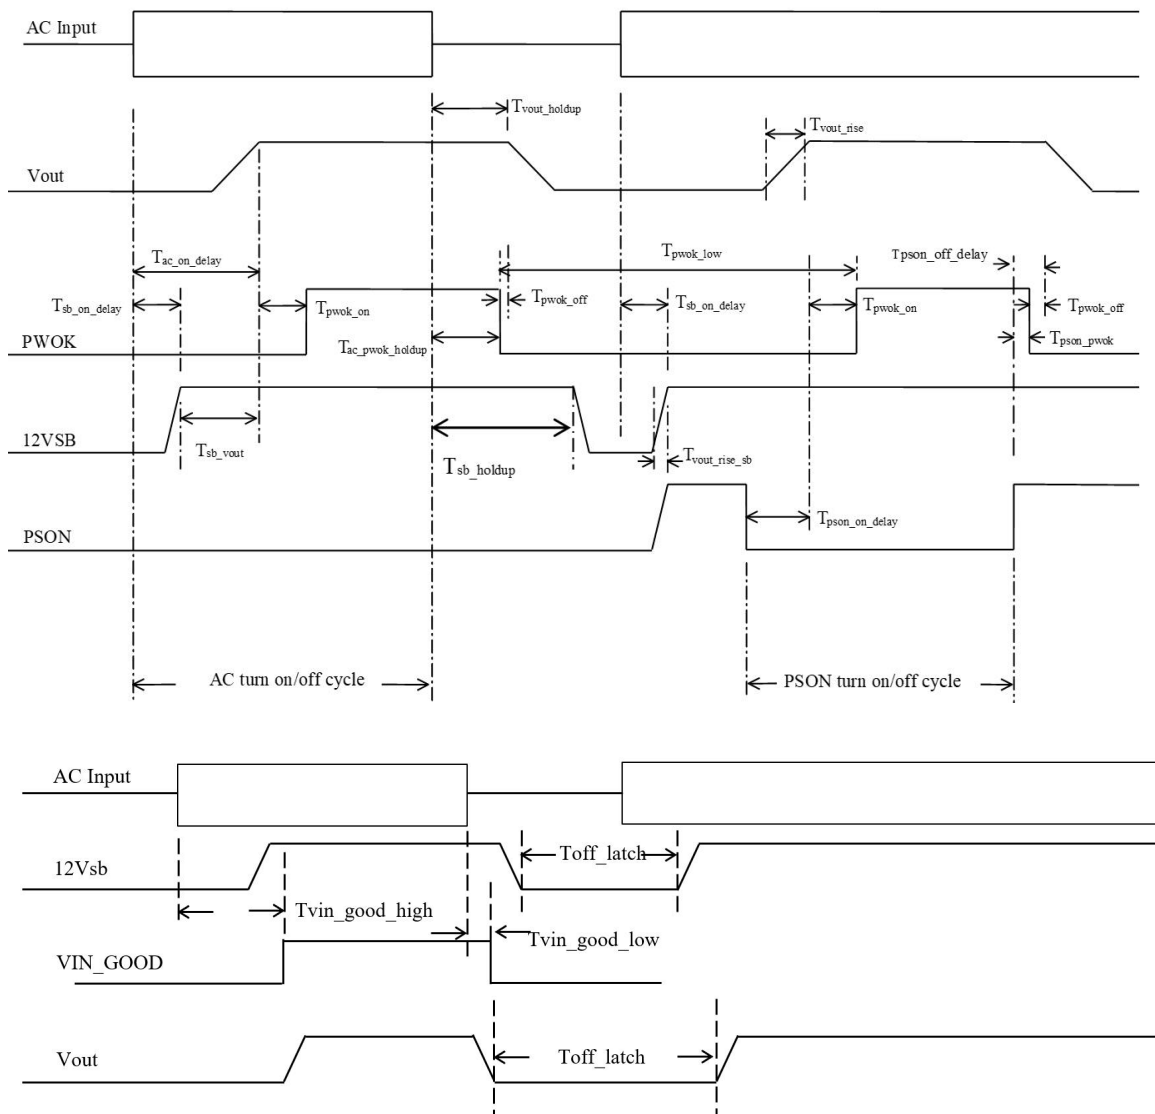 AC Input
Tvout_holdup
Tvout_rise
Vout
Tac_on_delay
Tpwok_low
Tpson_off_delay
Tsb_on_delay
Tpwok_on
Tpwok_off
Tsb_on_delay
Tpwok_on
Tpwok_off
PWOK
Tac_pwok_holdup
Tpson_pwok
12VSB
Tsb_vout
Tsb_holdup
Tvout_rise_sb
PSON
Tpson_on_delay
AC turn on/off cycle
PSON turn on/off cycle
AC Input
12Vsb
Toff_latch
Tvin_good_high
Tvin_good_low
VIN_GOOD
Vout
Toff_latch